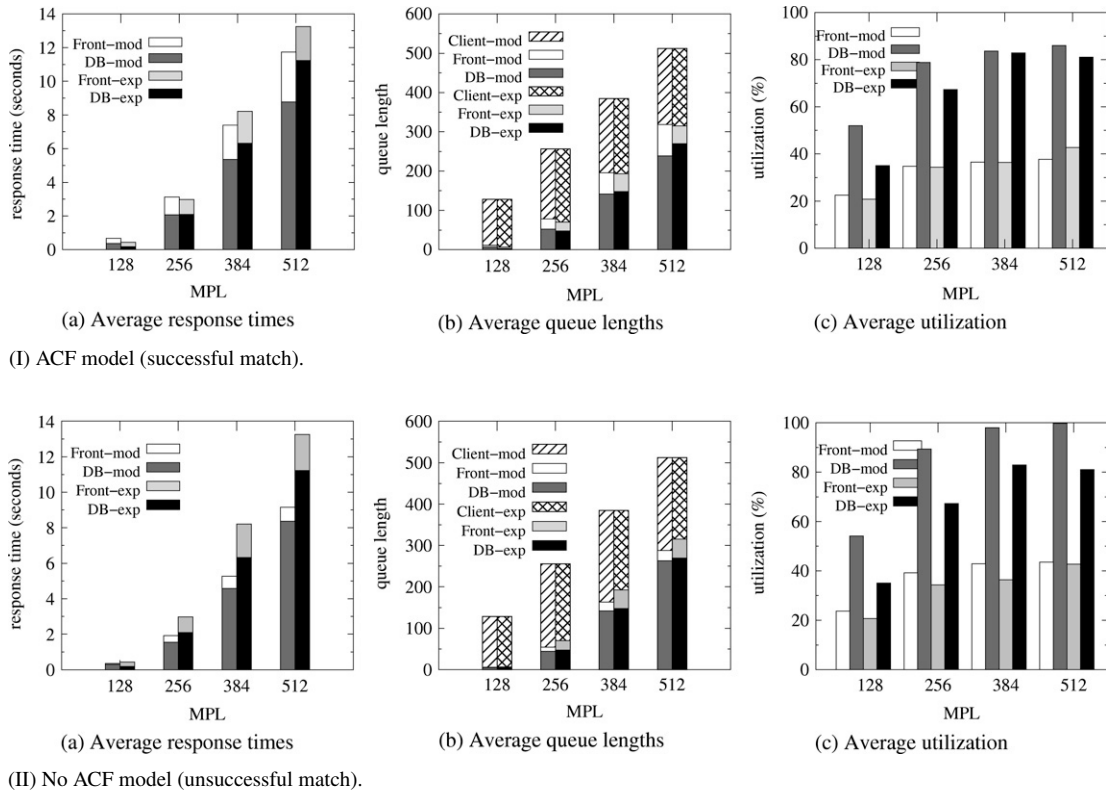 response time (seconds)
14
12
10
8
6
4
2
0
Front-mod
DB-mod
Front-exp
DB-exp
128 256 384 512
MPL
(a) Average response times
queue length
600
500
400
300
200
100
0
Client-mod
Front-mod
DB-mod
Client-exp
Front-exp
DB-exp
128 256 384 512
MPL
(b) Average queue lengths
utilization (%)
100
80
60
40
20
0
Front-mod
DB-mod
Front-exp
DB-exp
128 256 384 512
MPL
(c) Average utilization
(I) ACF model (successful match).
response time (seconds)
14
12
10
8
6
4
2
0
Front-mod
DB-mod
Front-exp
DB-exp
128 256 384 512
MPL
(a) Average response times
queue length
600
500
400
300
200
100
0
Client-mod
Front-mod
DB-mod
Client-exp
Front-exp
DB-exp
128 256 384 512
MPL
(b) Average queue lengths
utilization (%)
100
80
60
40
20
0
Front-mod
DB-mod
Front-exp
DB-exp
128 256 384 512
MPL
(c) Average utilization
(II) No ACF model (unsuccessful match).